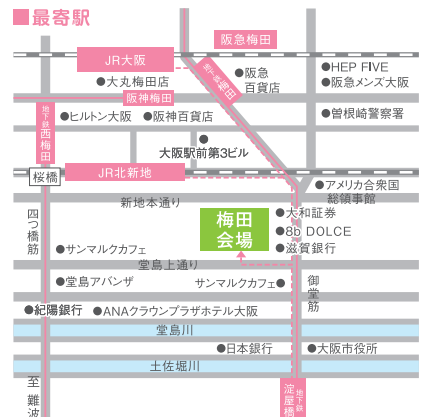 最寄駅
阪急梅田
JR大阪
地下鉄梅田
●大丸梅田店
●阪急
百貨店
●HEP FIVE
●阪急メンズ大阪
阪神梅田
地下鉄
西梅田
●ヒルトン大阪
●阪神百貨店
●曽根崎警察署
●大阪駅前第3ビル
桜橋
JR北新地
●アメリカ合衆国
総領事館
新地本通り
四つ橋筋
梅田
会場
●大和証券
●8b DOLCE
●滋賀銀行
●サンマルクカフェ
堂島上通り
●堂島アバンザ
サンマルクカフェ●
御堂筋
●紀陽銀行
●ANAクラウンプラザホテル大阪
堂島川
●日本銀行
●大阪市役所
土佐堀川
至 難波
地下鉄
淀屋橋